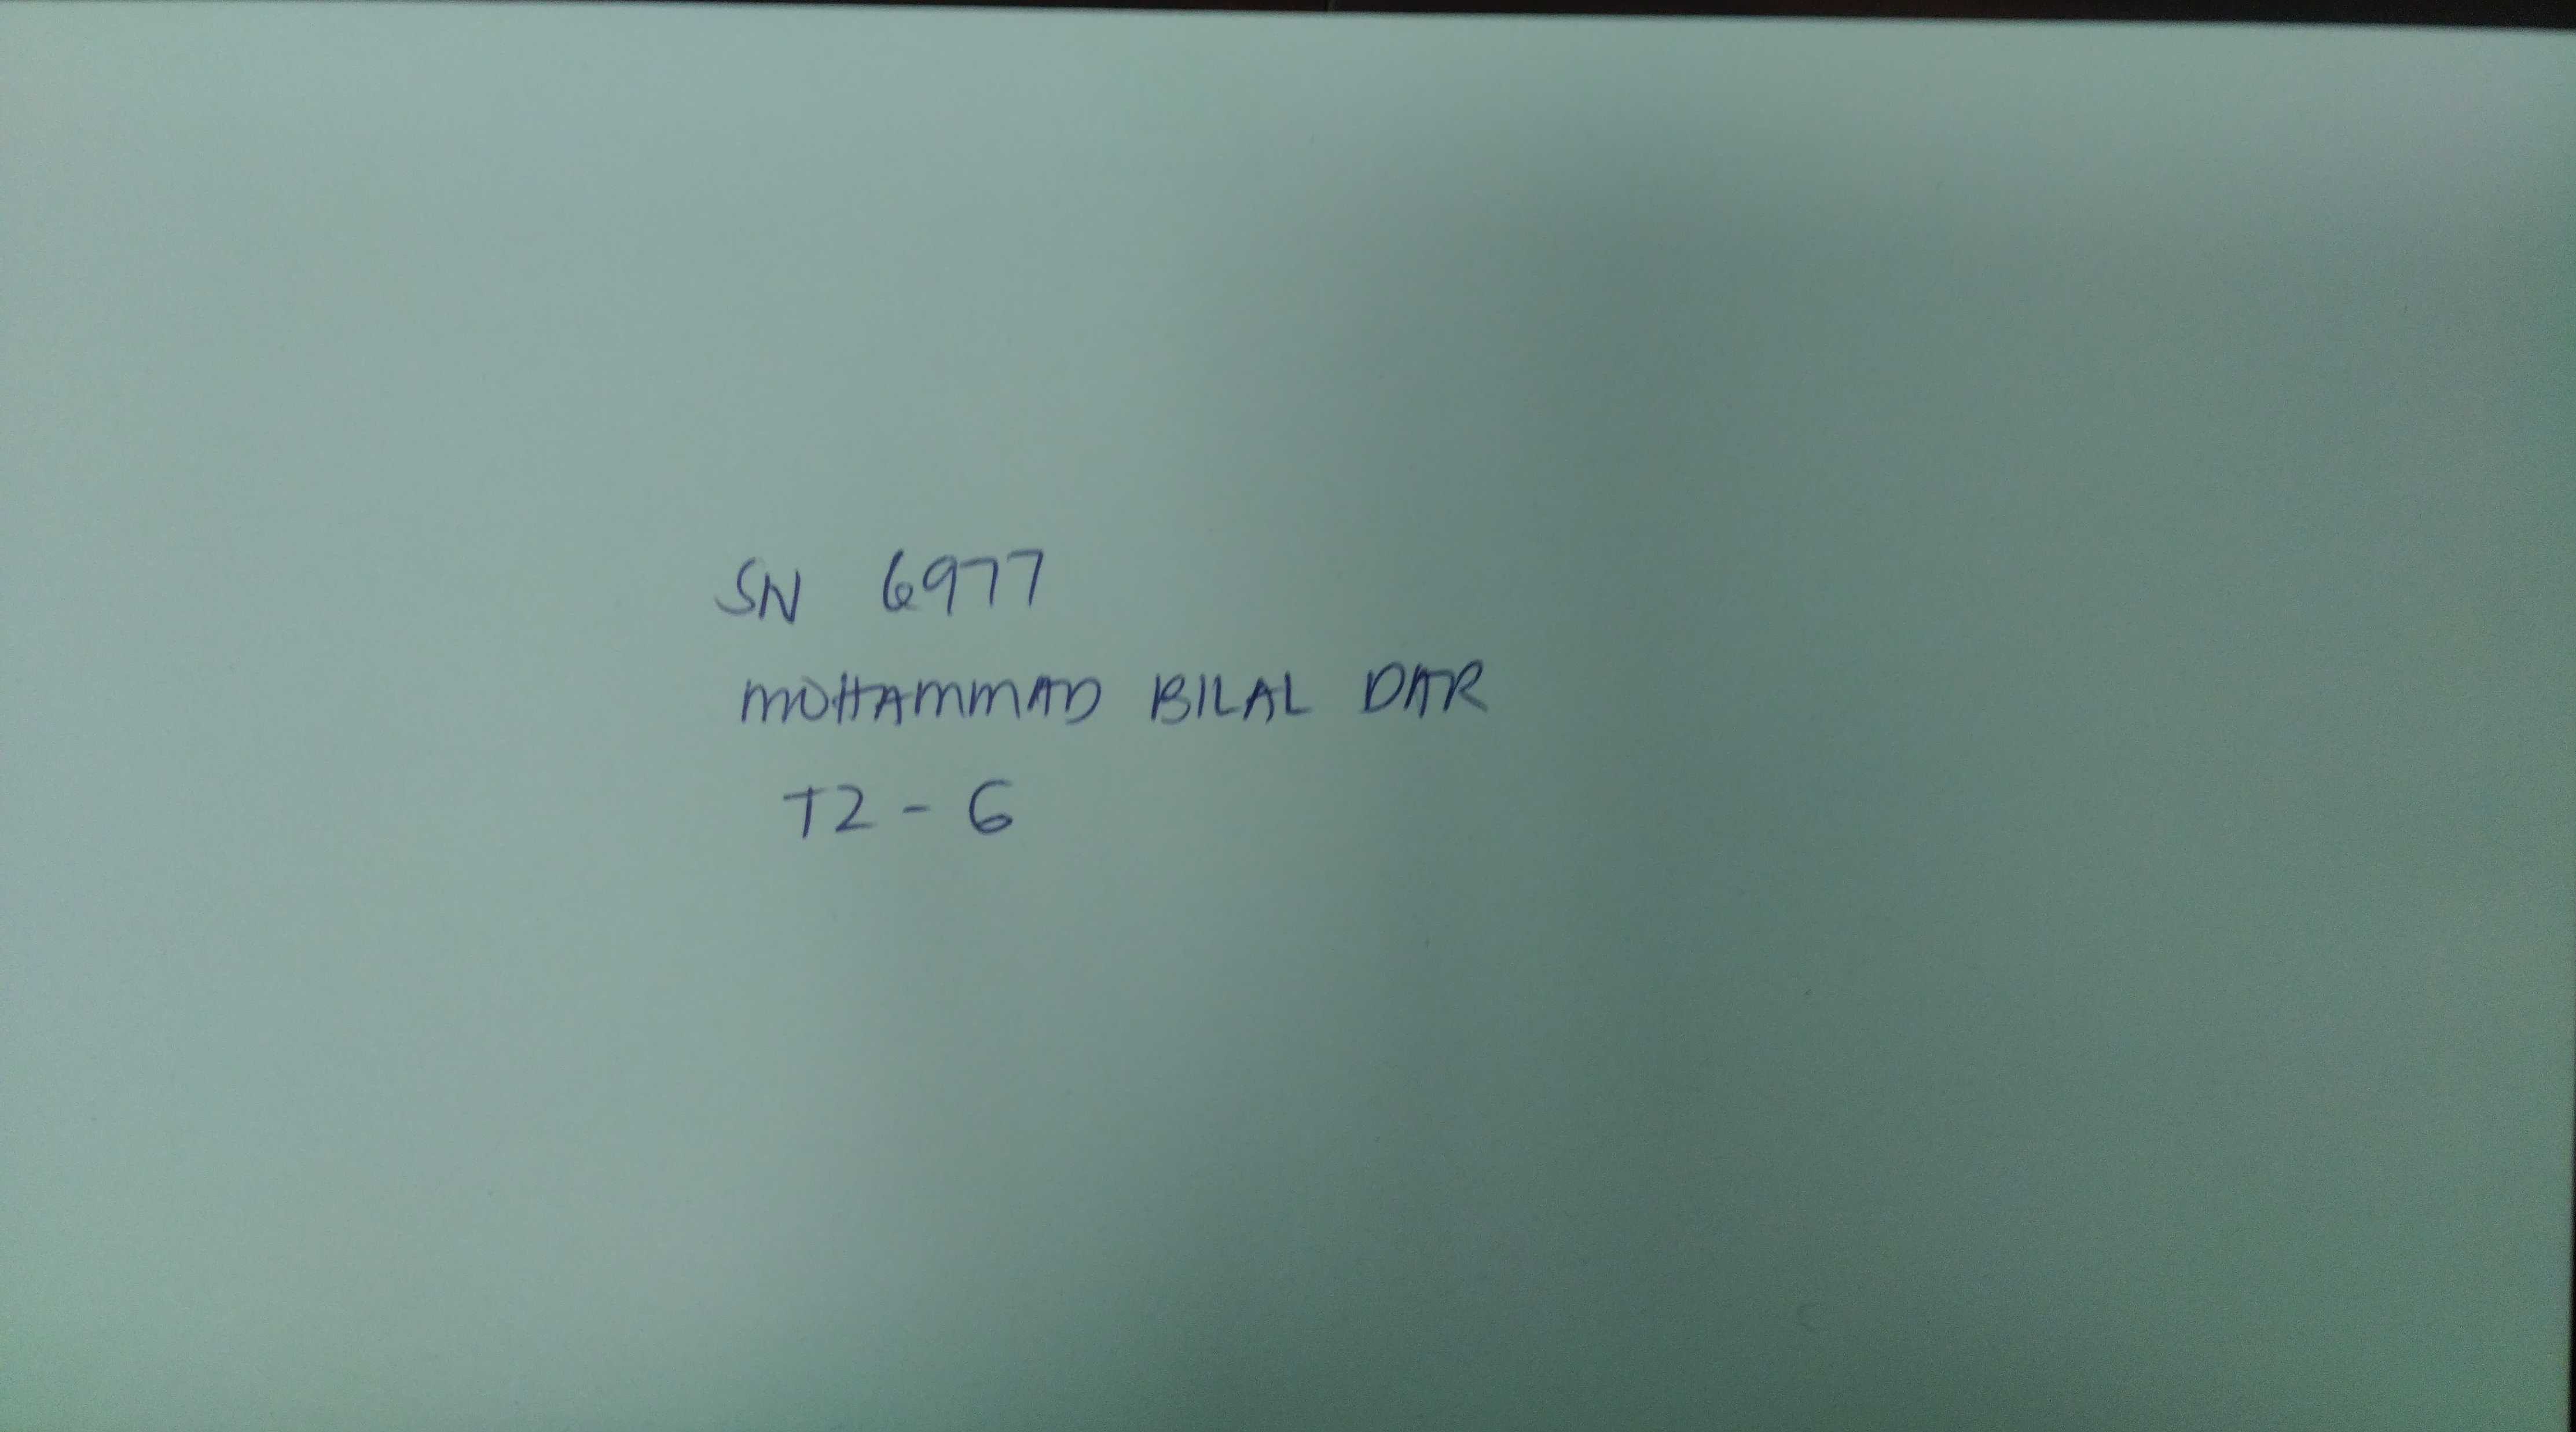 SN 6977
MOHAMMAD BILAL DAR
T2 - 6